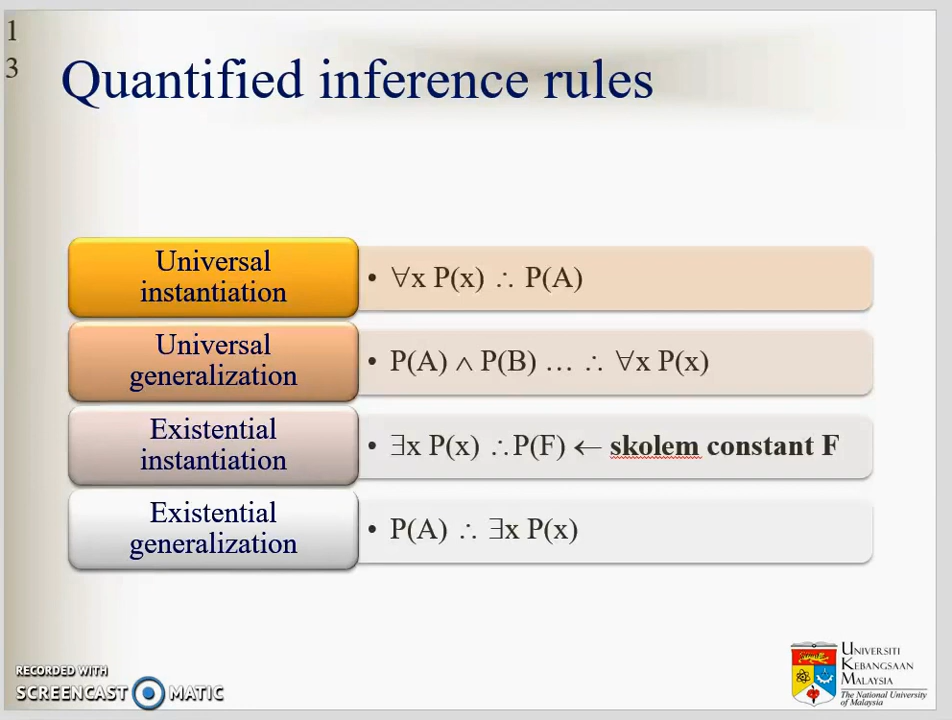 1
3
Quantified inference rules
Universal
instantiation
• ∀x P(x) ∴ P(A)
Universal
generalization
• P(A) ∧ P(B) … ∴ ∀x P(x)
Existential
instantiation
• ∃x P(x) ∴P(F) ← skolem constant F
Existential
generalization
• P(A) ∴ ∃x P(x)
RECORDED WITH
SCREENCAST MATIC
UNIVERSITI
KEBANGSAAN
MALAYSIA
The National University
of Malaysia